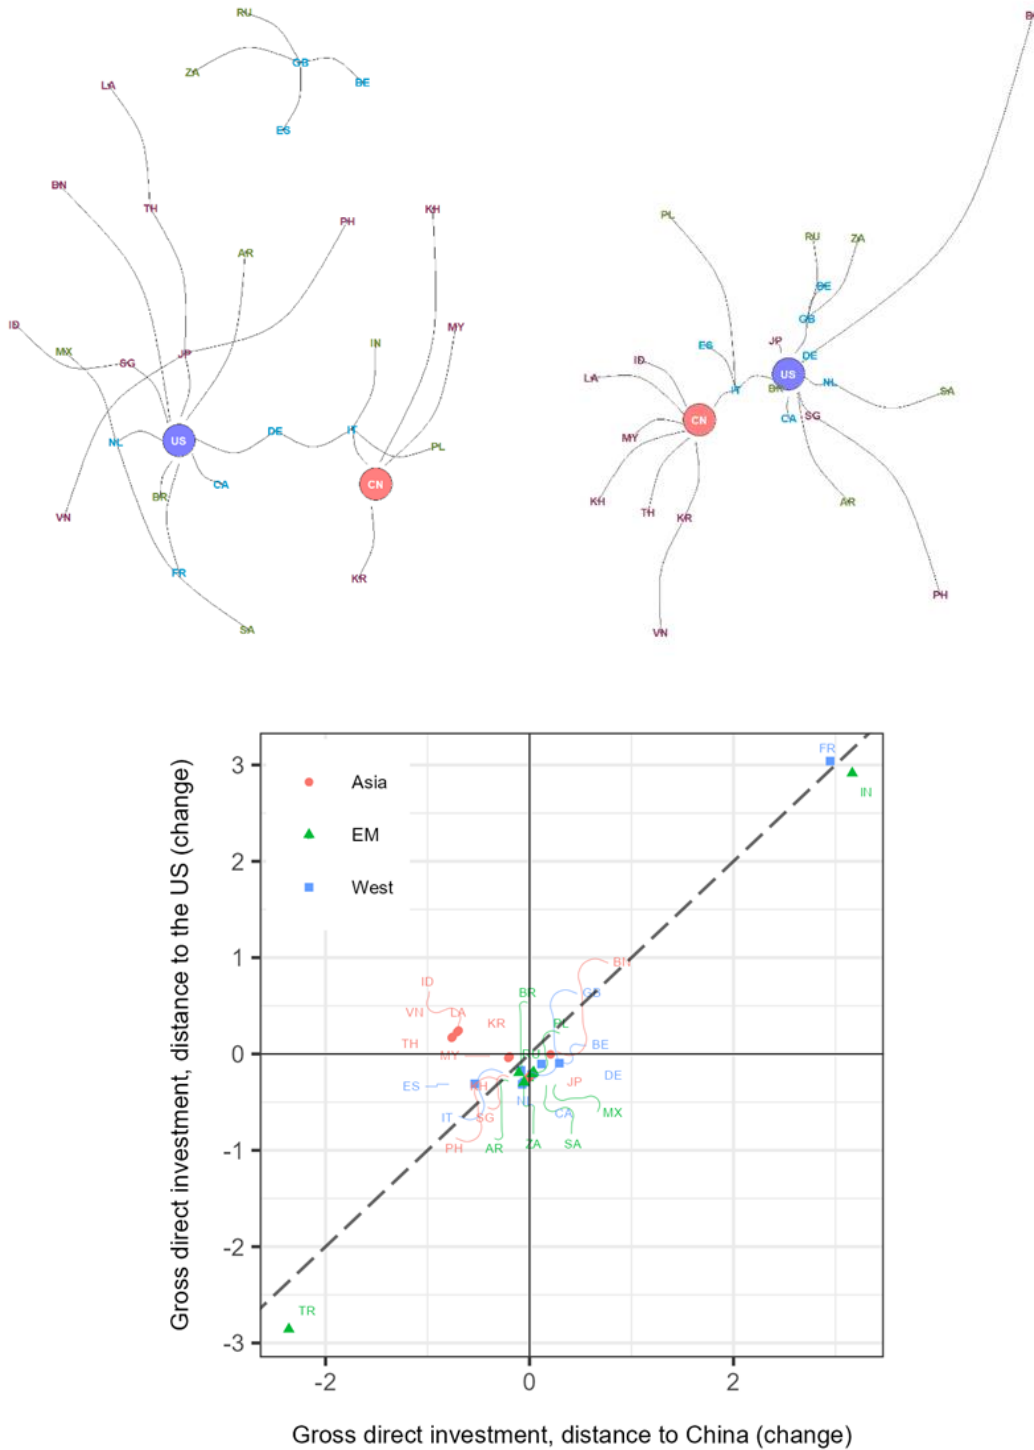 RU
GB
ZA
BE
LA
ES
BN
TH
PH
KH
AR
ID
MX
SG
JP
MY
IN
NL
US
DE
IT
PL
CN
BR
CA
VN
FR
KR
SA
PL
RU
ZA
BE
GB
ES
JP
DE
ID
LA
US
IT
BR
NL
SA
CN
CA
SG
MY
KH
TH
KR
AR
PH
VN
Gross direct investment, distance to the US (change)
3
2
1
0
-1
-2
-3
Asia
EM
West
FR
IN
BN
ID
BR
GB
VN
LA
KR
PL
TH
MY
RU
BE
ES
KH
JP
DE
IT
SG
NL
CA
MX
PH
AR
ZA
SA
TR
-2
0
2
Gross direct investment, distance to China (change)